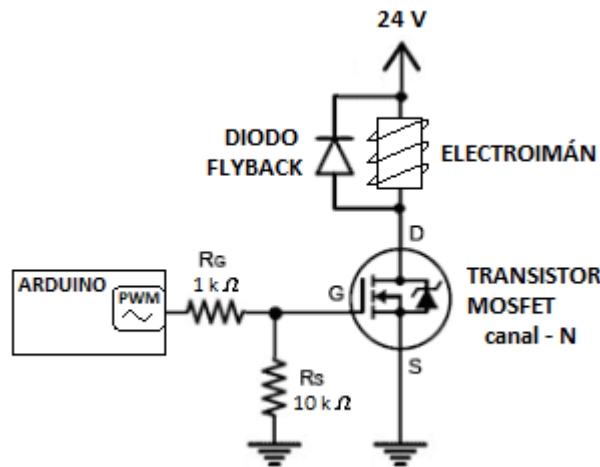 24 V
DIODO
FLYBACK
ELECTROIMÁN
D
RG
1 k Ω
ARDUINO
PWM
G
TRANSISTOR
MOSFET
canal - N
S
RS
10 k Ω